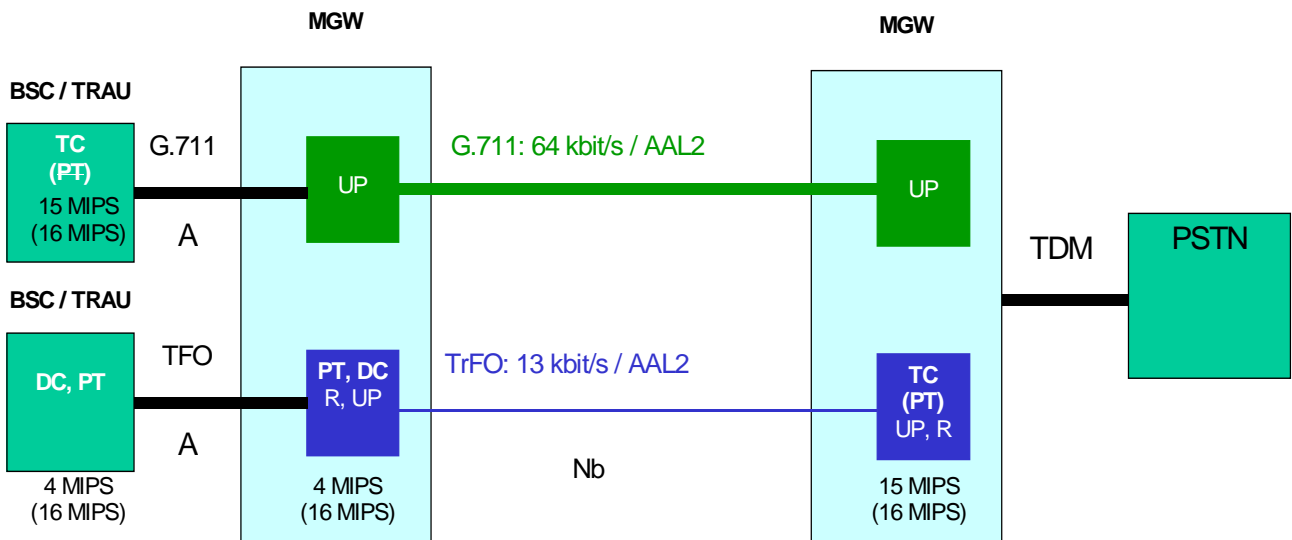 MGW
MGW
BSC / TRAU
TC
(PT)
15 MIPS
(16 MIPS)
G.711
A
UP
G.711: 64 kbit/s / AAL2
UP
TDM
PSTN
BSC / TRAU
DC, PT
4 MIPS
(16 MIPS)
TFO
A
PT, DC
R, UP
4 MIPS
(16 MIPS)
TrFO: 13 kbit/s / AAL2
Nb
TC
(PT)
UP, R
15 MIPS
(16 MIPS)